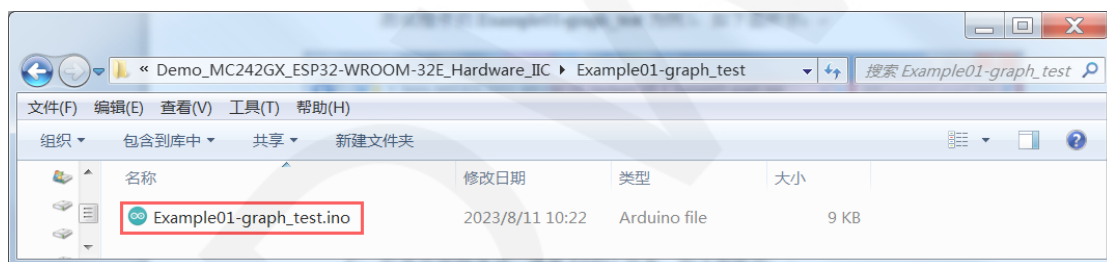 « Demo_MC242GX_ESP32-WROOM-32E_Hardware_IIC ▸ Example01-graph_test 搜索 Example01-graph_test
文件(F) 编辑(E) 查看(V) 工具(T) 帮助(H)
组织 包含到库中 共享 新建文件夹
名称 修改日期 类型 大小
Example01-graph_test.ino 2023/8/11 10:22 Arduino file 9 KB